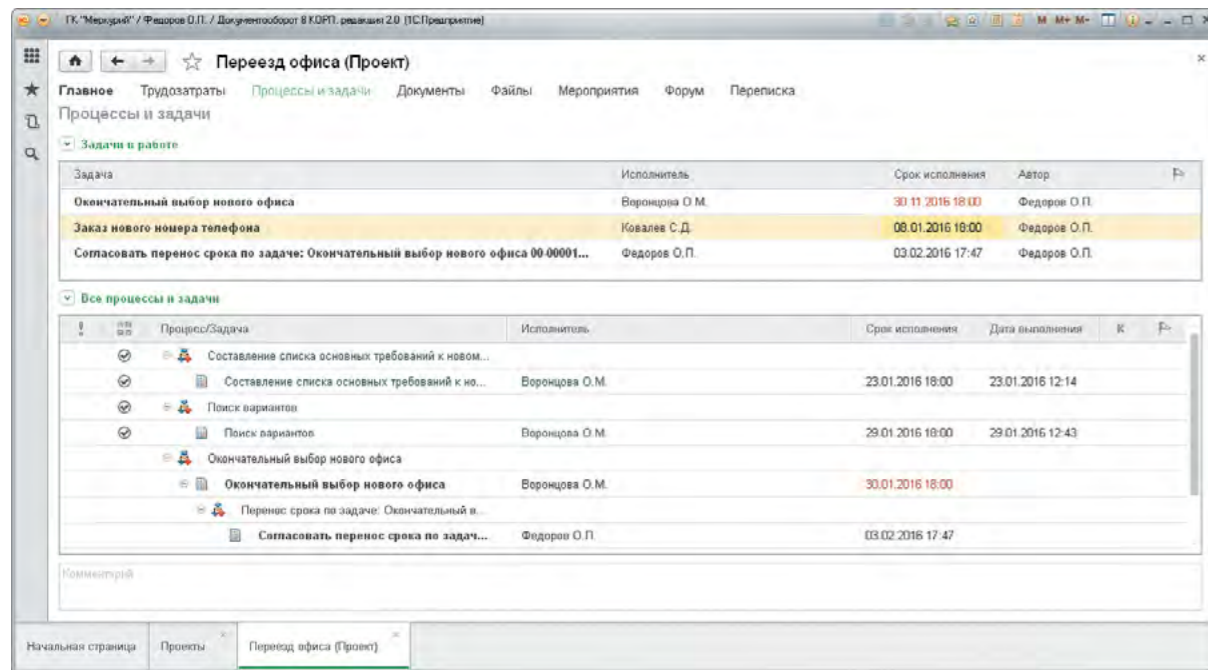 ГК "Меркурий" / Федоров О.П. / Документооборот 8 КОРП, редакция 2.0 (1С:Предприятие)
M M+ M-
Переезд офиса (Проект)
Главное Трудозатраты Процессы и задачи Документы Файлы Мероприятия Форум Переписка
Процессы и задачи
Задачи в работе
Задача Исполнитель Срок исполнения Автор
Окончательный выбор нового офиса Воронцова О.М. 30.11.2016 18:00 Федоров О.П.
Заказ нового номера телефона Ковалев С.Д. 08.01.2016 18:00 Федоров О.П.
Согласовать перенос срока по задаче: Окончательный выбор нового офиса 00-00001... Федоров О.П. 03.02.2016 17:47 Федоров О.П.
Все процессы и задачи
Процесс/Задача Исполнитель Срок исполнения Дата выполнения К
Составление списка основных требований к новом...
Составление списка основных требований к но... Воронцова О.М. 23.01.2016 18:00 23.01.2016 12:14
Поиск вариантов
Поиск вариантов Воронцова О.М. 29.01.2016 18:00 29.01.2016 12:43
Окончательный выбор нового офиса
Окончательный выбор нового офиса Воронцова О.М. 30.01.2016 18:00
Перенос срока по задаче: Окончательный в...
Согласовать перенос срока по задач... Федоров О.П. 03.02.2016 17:47
Комментарий
Начальная страница Проекты Переезд офиса (Проект)